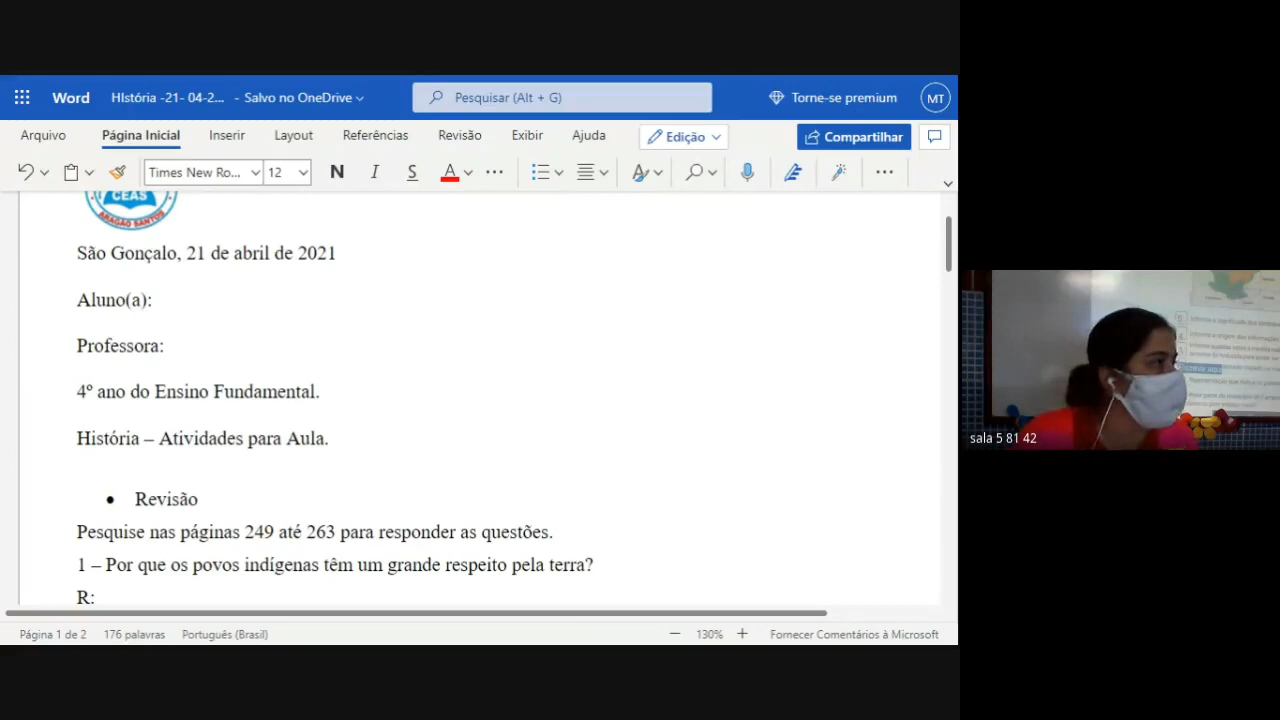 Word
HIstória -21- 04-2... - Salvo no OneDrive
Pesquisar (Alt + G)
Torne-se premium
MT
Arquivo
Página Inicial
Inserir
Layout
Referências
Revisão
Exibir
Ajuda
Edição
Compartilhar
Times New Ro...
12
N
I
S
A
CEAS
ARAGÃO SANTOS
São Gonçalo, 21 de abril de 2021
Aluno(a):
Professora:
4º ano do Ensino Fundamental.
História – Atividades para Aula.
• Revisão
Pesquise nas páginas 249 até 263 para responder as questões.
1 – Por que os povos indígenas têm um grande respeito pela terra?
R:
Página 1 de 2
176 palavras
Português (Brasil)
130%
Fornecer Comentários à Microsoft
sala 5 81 42